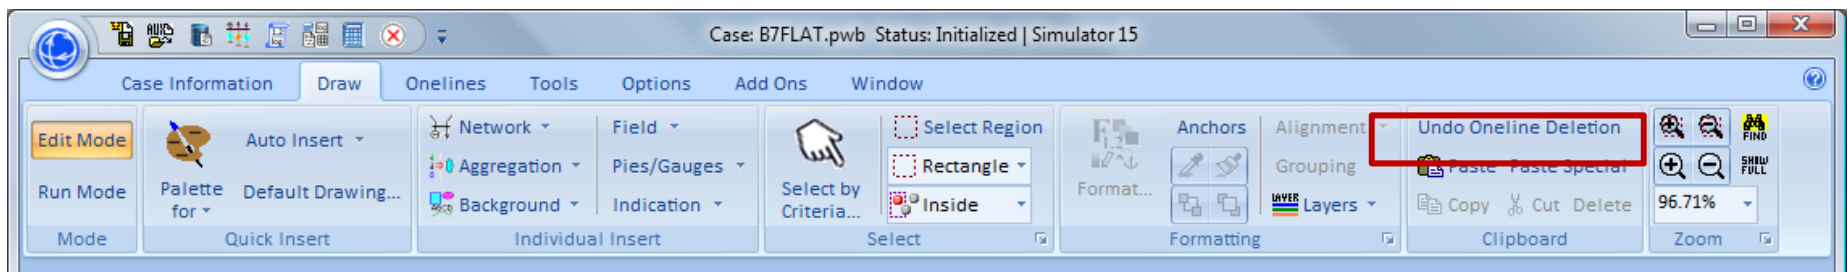 Case: B7FLAT.pwb Status: Initialized | Simulator 15
Case Information Draw Onelines Tools Options Add Ons Window
Edit Mode
Run Mode
Mode
Palette for
Auto Insert
Default Drawing...
Quick Insert
Network
Aggregation
Background
Field
Pies/Gauges
Indication
Individual Insert
Select by
Criteria...
Select Region
Rectangle
Inside
Select
Format...
Anchors
Alignment
Grouping
LAYER Layers
Formatting
Undo Oneline Deletion
Paste Paste Special
Copy Cut Delete
Clipboard
FIND
SHOW
FULL
96.71%
Zoom